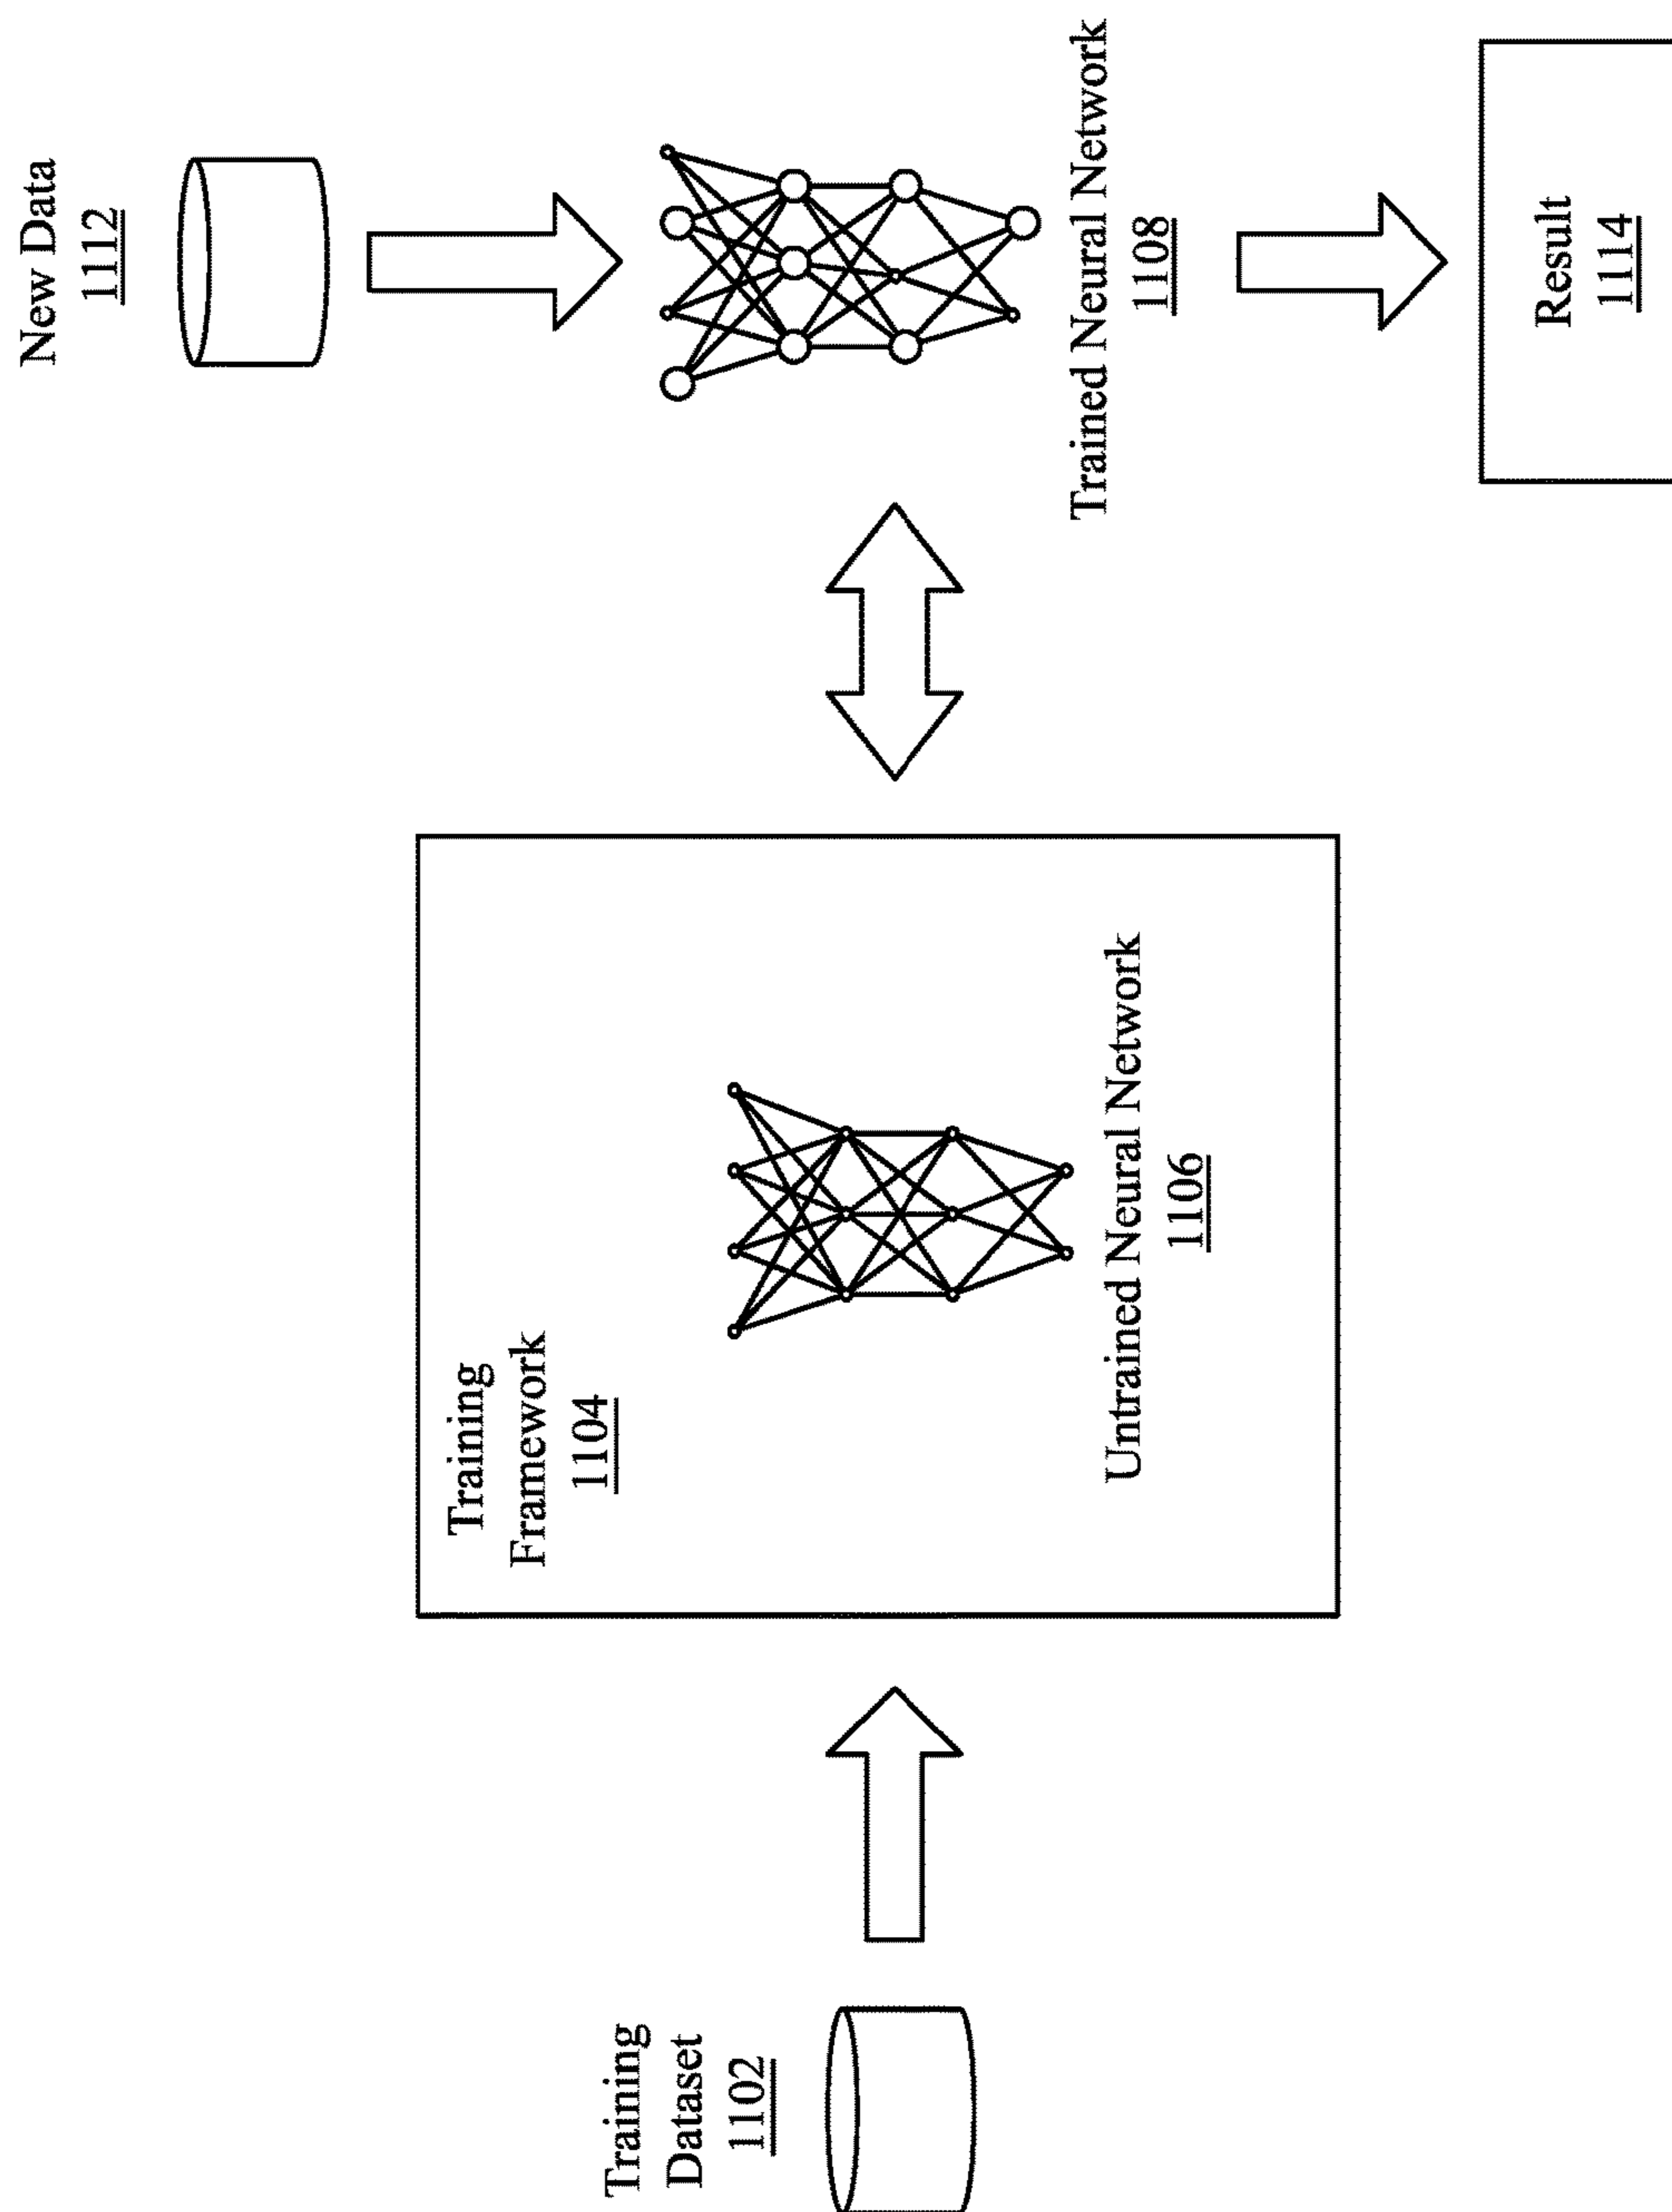 Training
Dataset
1102
Training
Framework
1104
Untrained Neural Network
1106
New Data
1112
Trained Neural Network
1108
Result
1114